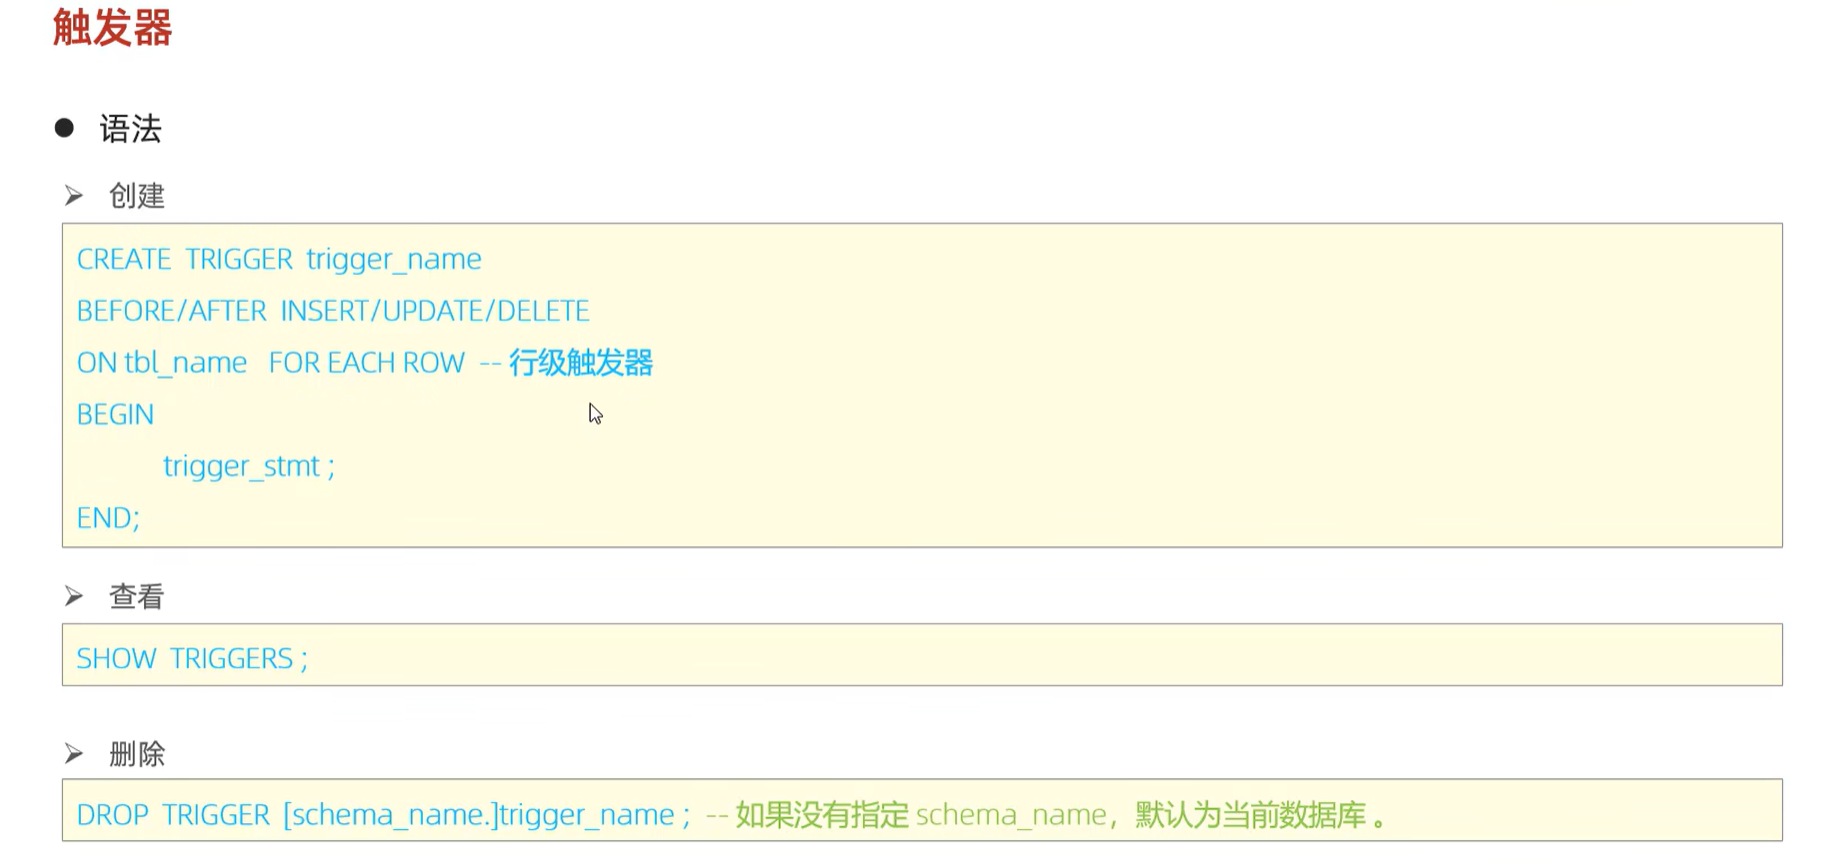 触发器
语法
创建
CREATE TRIGGER trigger_name
BEFORE/AFTER INSERT/UPDATE/DELETE
ON tbl_name FOR EACH ROW -- 行级触发器
BEGIN
trigger_stmt ;
END;
查看
SHOW TRIGGERS ;
删除
DROP TRIGGER [schema_name.]trigger_name ; -- 如果没有指定 schema_name，默认为当前数据库 。